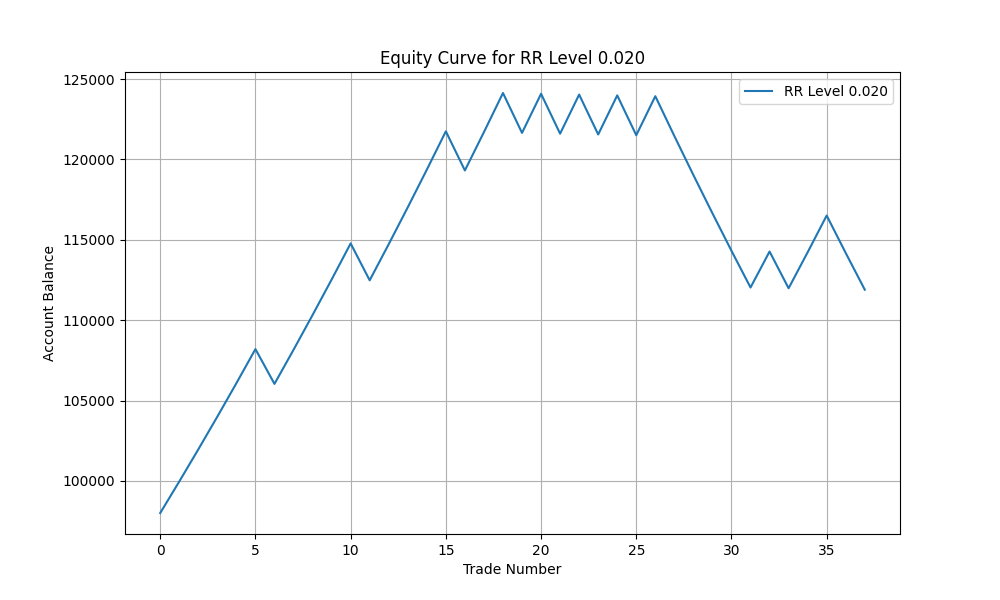 Equity Curve for RR Level 0.020
RR Level 0.020
125000
120000
115000
110000
105000
100000
Account Balance
0 5 10 15 20 25 30 35
Trade Number